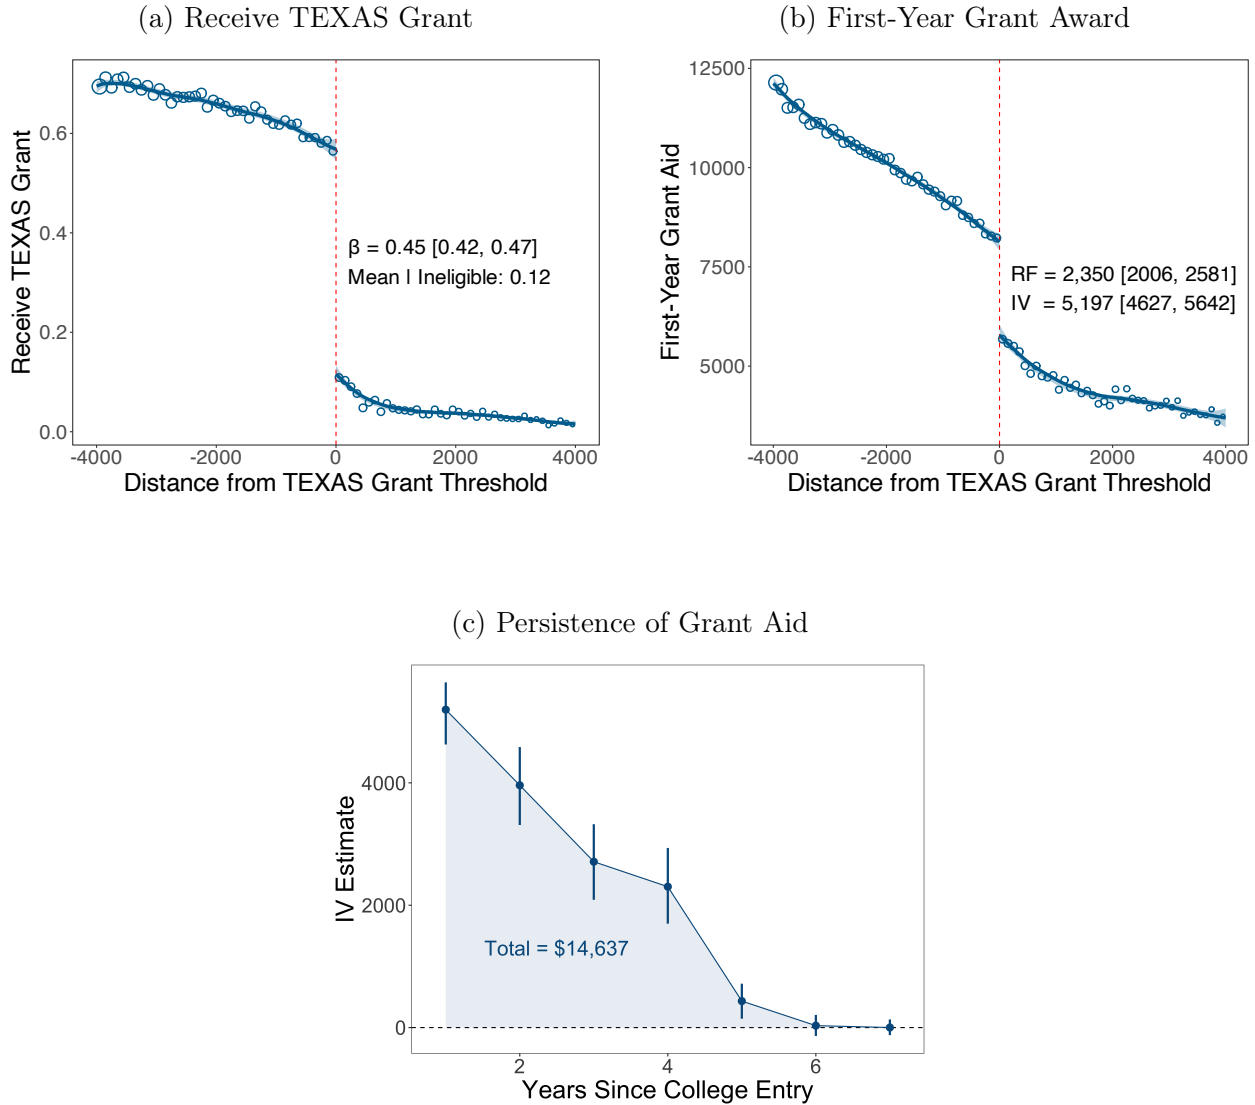 (a) Receive TEXAS Grant
Receive TEXAS Grant
0.6
0.4
0.2
0.0
β = 0.45 [0.42, 0.47]
Mean | Ineligible: 0.12
-4000 -2000 0 2000 4000
Distance from TEXAS Grant Threshold
(b) First-Year Grant Award
First-Year Grant Aid
12500
10000
7500
5000
RF = 2,350 [2006, 2581]
IV = 5,197 [4627, 5642]
-4000 -2000 0 2000 4000
Distance from TEXAS Grant Threshold
(c) Persistence of Grant Aid
IV Estimate
4000
2000
0
Total = $14,637
2 4 6
Years Since College Entry